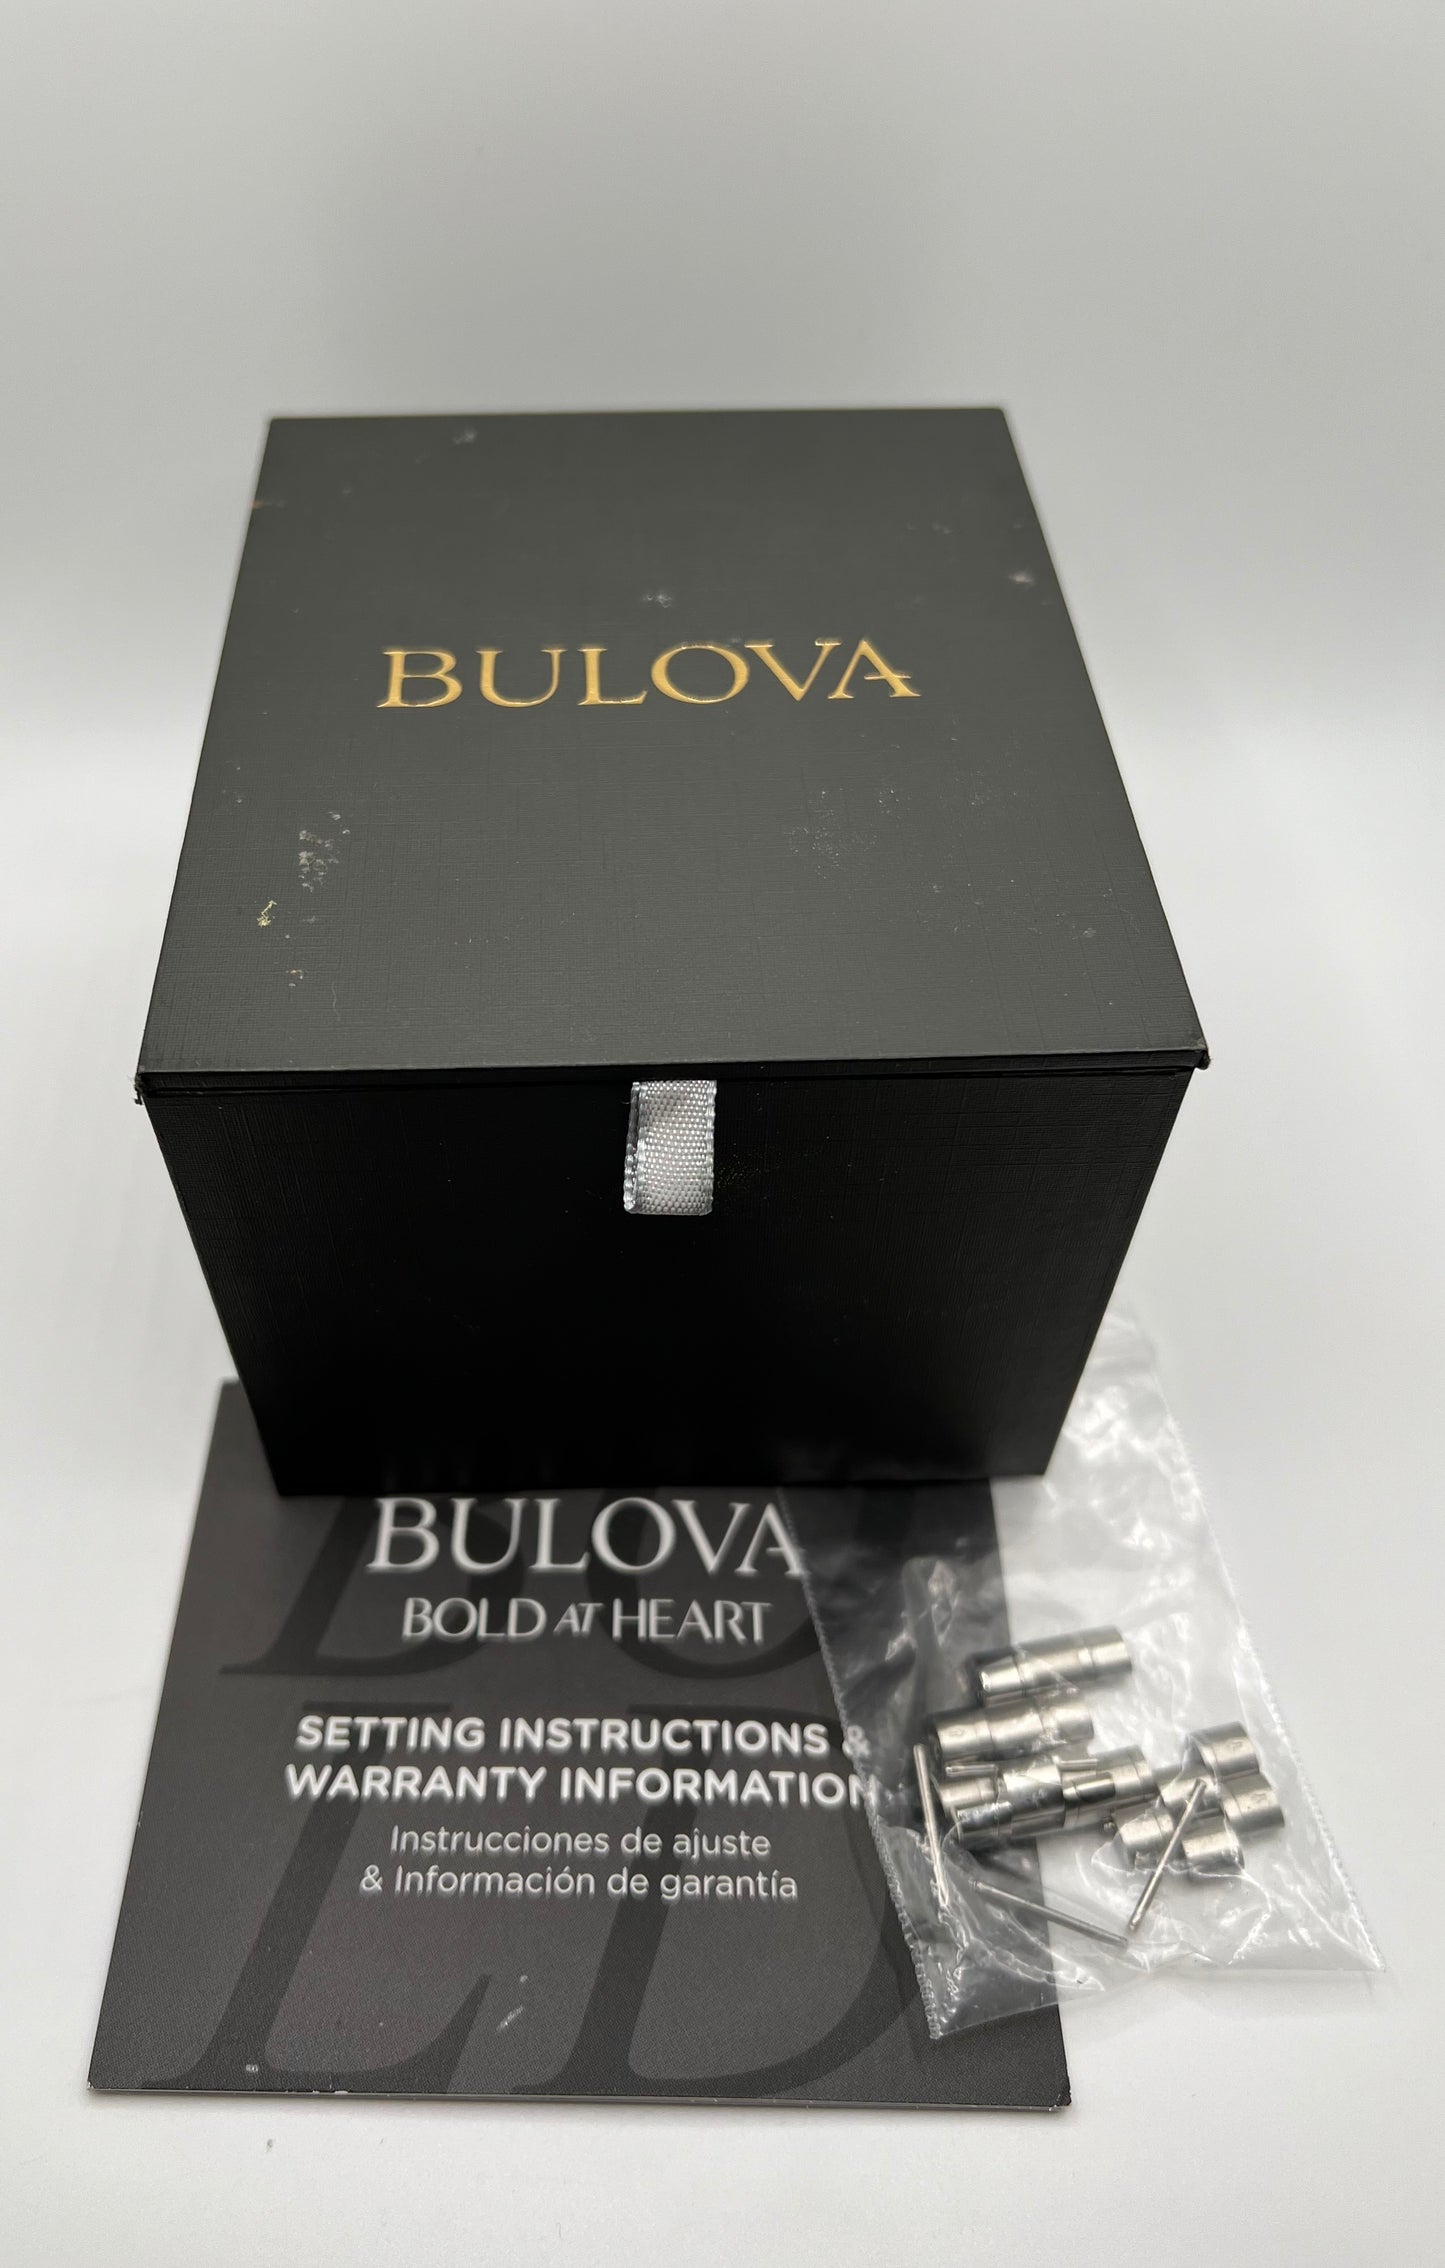 BULOVA
BULOVA
BOLD AT HEART
SETTING INSTRUCTIONS &
WARRANTY INFORMATION
Instrucciones de ajuste
& Información de garantía